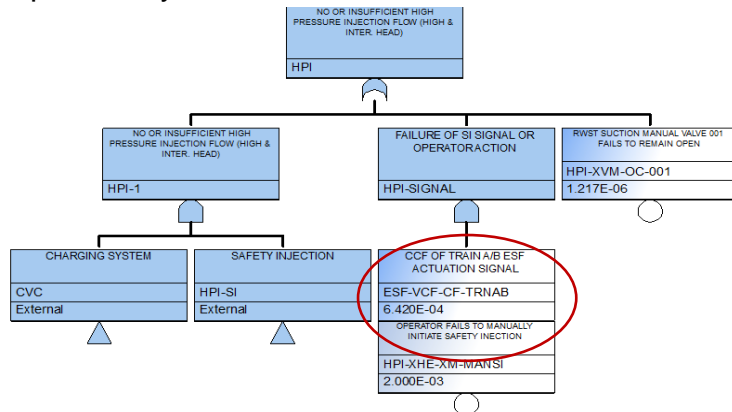 NO OR INSUFFICIENT HIGH
PRESSURE INJECTION FLOW (HIGH &
INTER. HEAD)
HPI
NO OR INSUFFICIENT HIGH
PRESSURE INJECTION FLOW (HIGH &
INTER. HEAD)
HPI-1
FAILURE OF SI SIGNAL OR
OPERATORACTION
HPI-SIGNAL
RWST SUCTION MANUAL VALVE 001
FAILS TO REMAIN OPEN
HPI-XVM-OC-001
1.217E-06
CHARGING SYSTEM
CVC
External
SAFETY INJECTION
HPI-SI
External
CCF OF TRAIN A/B ESF
ACTUATION SIGNAL
ESF-VCF-CF-TRNAB
6.420E-04
OPERATOR FAILS TO MANUALLY
INITIATE SAFETY INECTION
HPI-XHE-XM-MANSI
2.000E-03